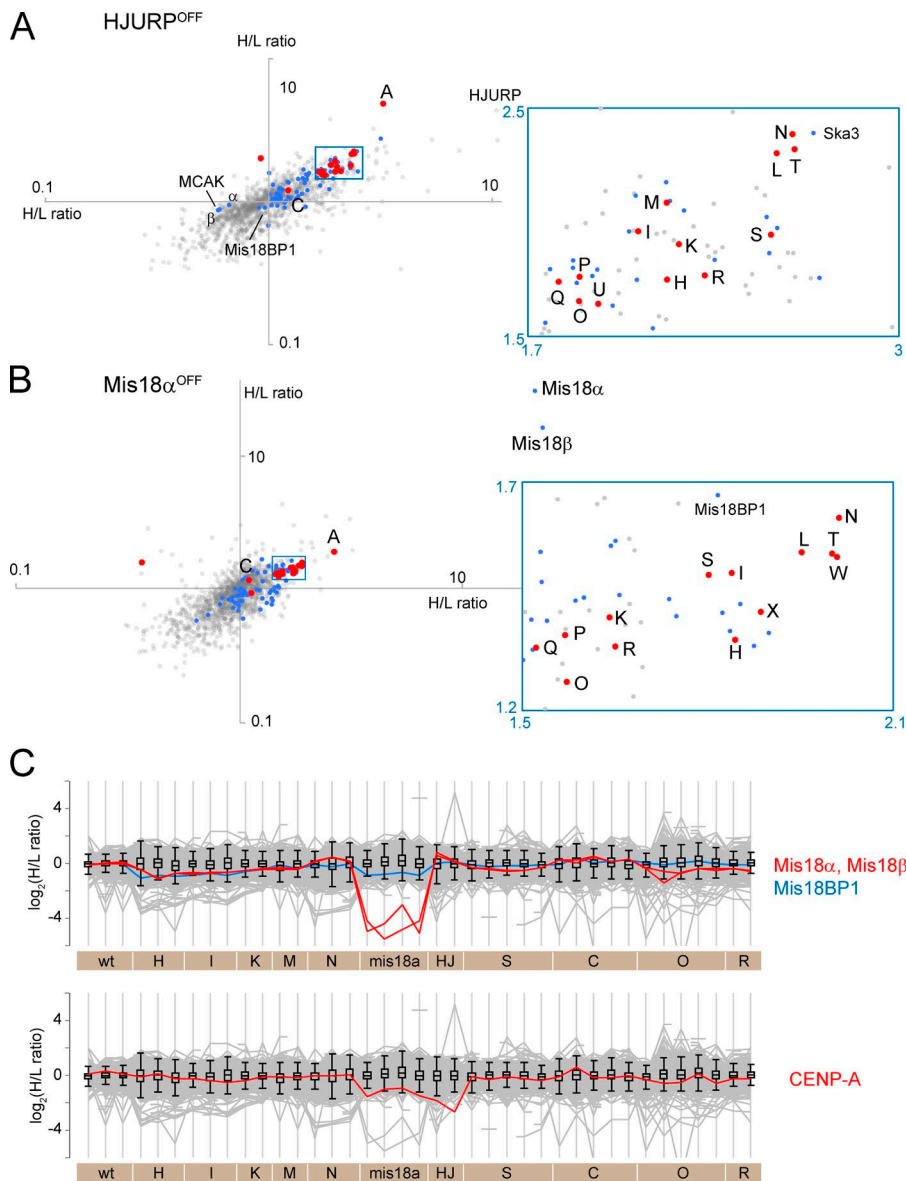 A
HJURP^OFF
H/L ratio
10
A
HJURP
2.5
N
Ska3
L
T
0.1
MCAK
α
10
M
H/L ratio
β
C
H/L ratio
I
K
S
Mis18BP1
P
Q
U
H
R
O
0.1
1.5
1.7
3
B
Mis18α^OFF
H/L ratio
Mis18α
Mis18β
10
1.7
Mis18BP1
N
A
L
T
0.1
C
10
S
I
W
H/L ratio
X
K
P
Q
R
H
O
0.1
1.2
1.5
2.1
C
log2(H/L ratio)
4
0
-4
Mis18α, Mis18β
Mis18BP1
wt H I K M N mis18a HJ S C O R
log2(H/L ratio)
4
0
-4
CENP-A
wt H I K M N mis18a HJ S C O R